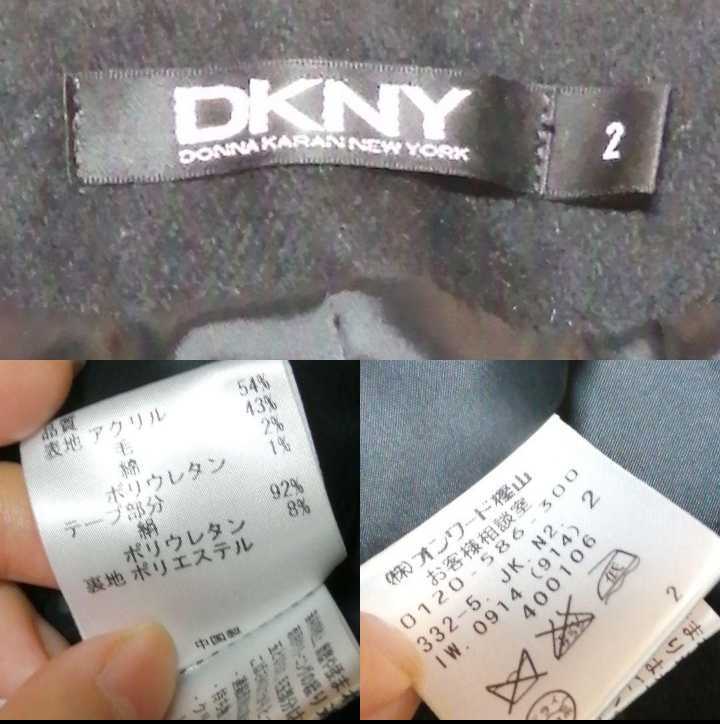 DKNY
DONNA KARAN NEW YORK
2
品質
表地 アクリル 54%
毛 43%
綿 2%
ポリウレタン 1%
テープ部分
絹 92%
ポリウレタン 8%
裏地 ポリエステル
中国製
㈱オンワード樫山
お客様相談室
0120-586-300
332-5. JK. N2. 2
IW. 0914 (914)
400106
低
2